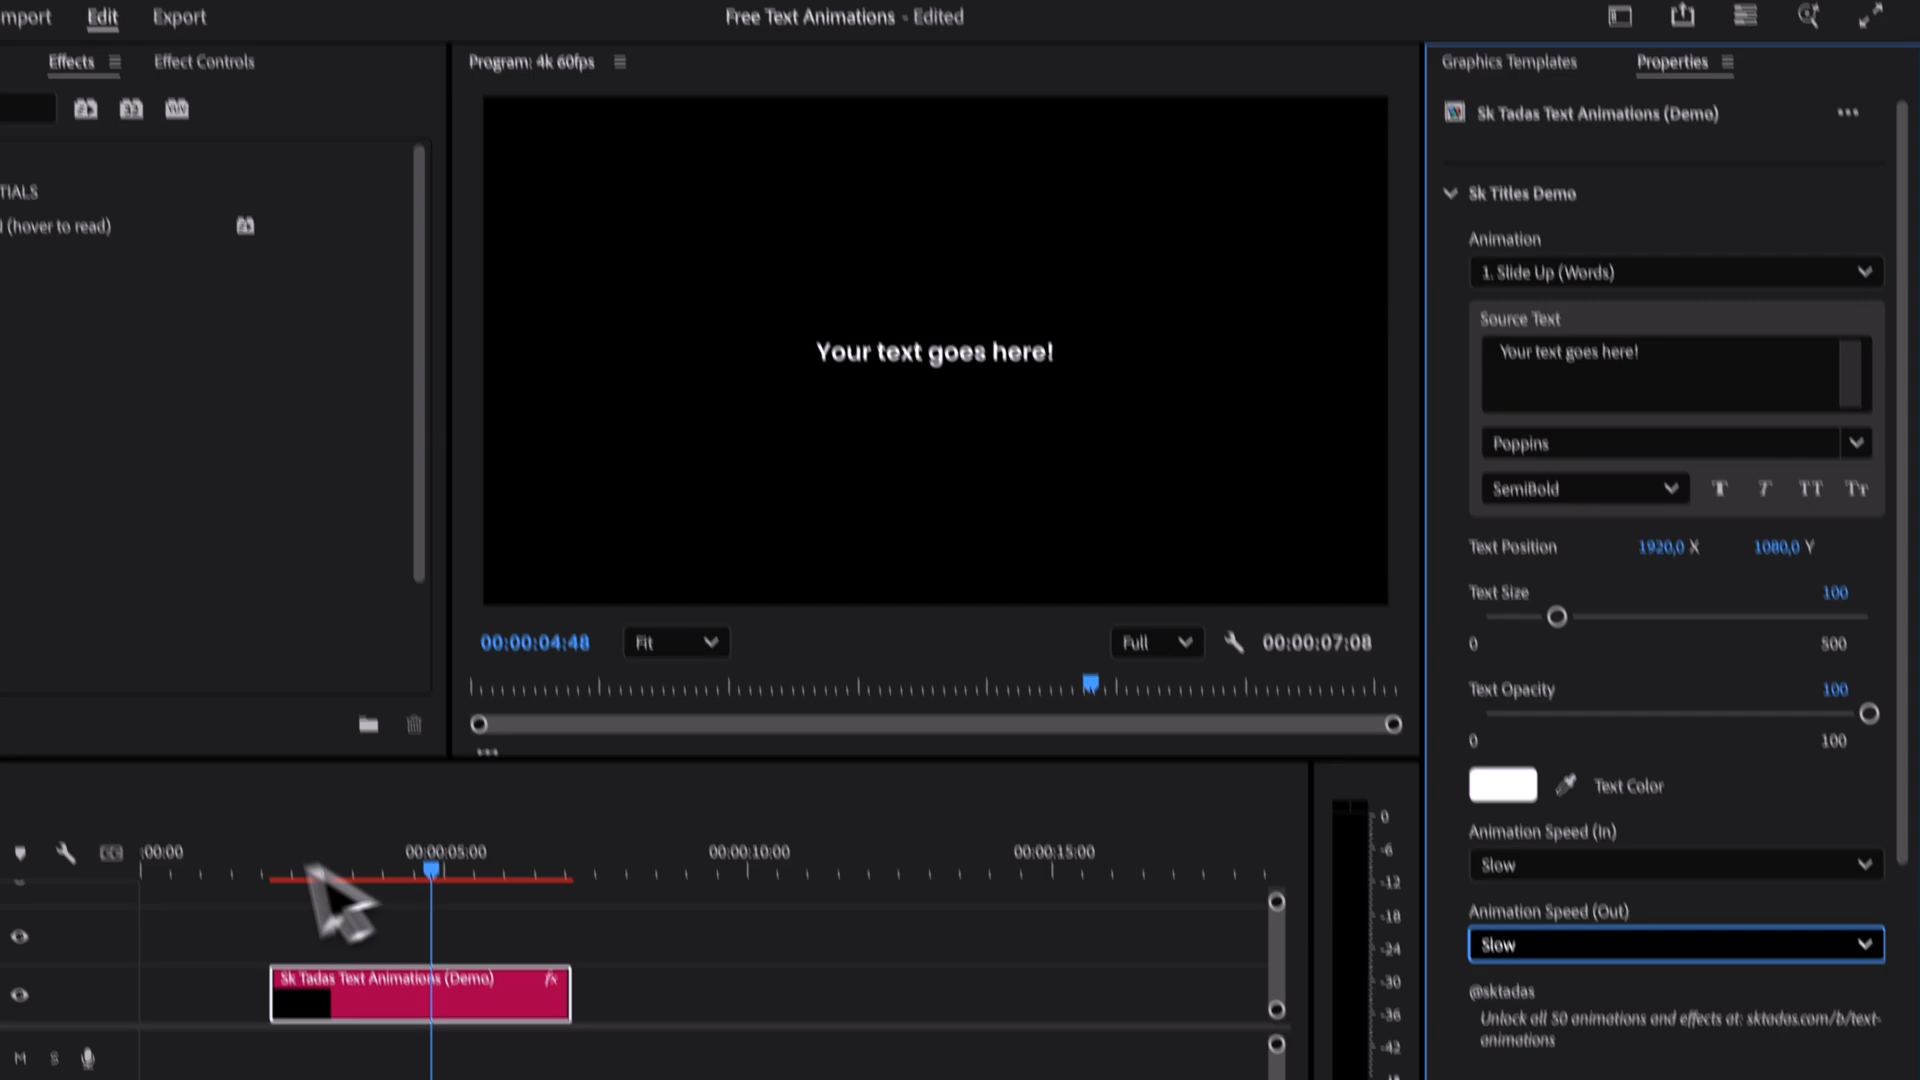 mport Edit Export
Free Text Animations - Edited
Effects Effect Controls
TIALS
(hover to read)
Program: 4k 60fps
Your text goes here!
00:00:04:48 Fit Full 00:00:07:08
Graphics Templates Properties
Sk Tadas Text Animations (Demo)
Sk Titles Demo
Animation
1. Slide Up (Words)
Source Text
Your text goes here!
Poppins
SemiBold T T TT Tт
Text Position 1920,0 X 1080,0 Y
Text Size 100
0 500
Text Opacity 100
0 100
Text Color
Animation Speed (In)
Slow
Animation Speed (Out)
Slow
@sktadas
Unlock all 50 animations and effects at: sktadas.com/b/text-
animations
:00:00 00:00:05:00 00:00:10:00 00:00:15:00
Sk Tadas Text Animations (Demo) fx
M S
0
-6
-12
-18
-24
-30
-36
-42